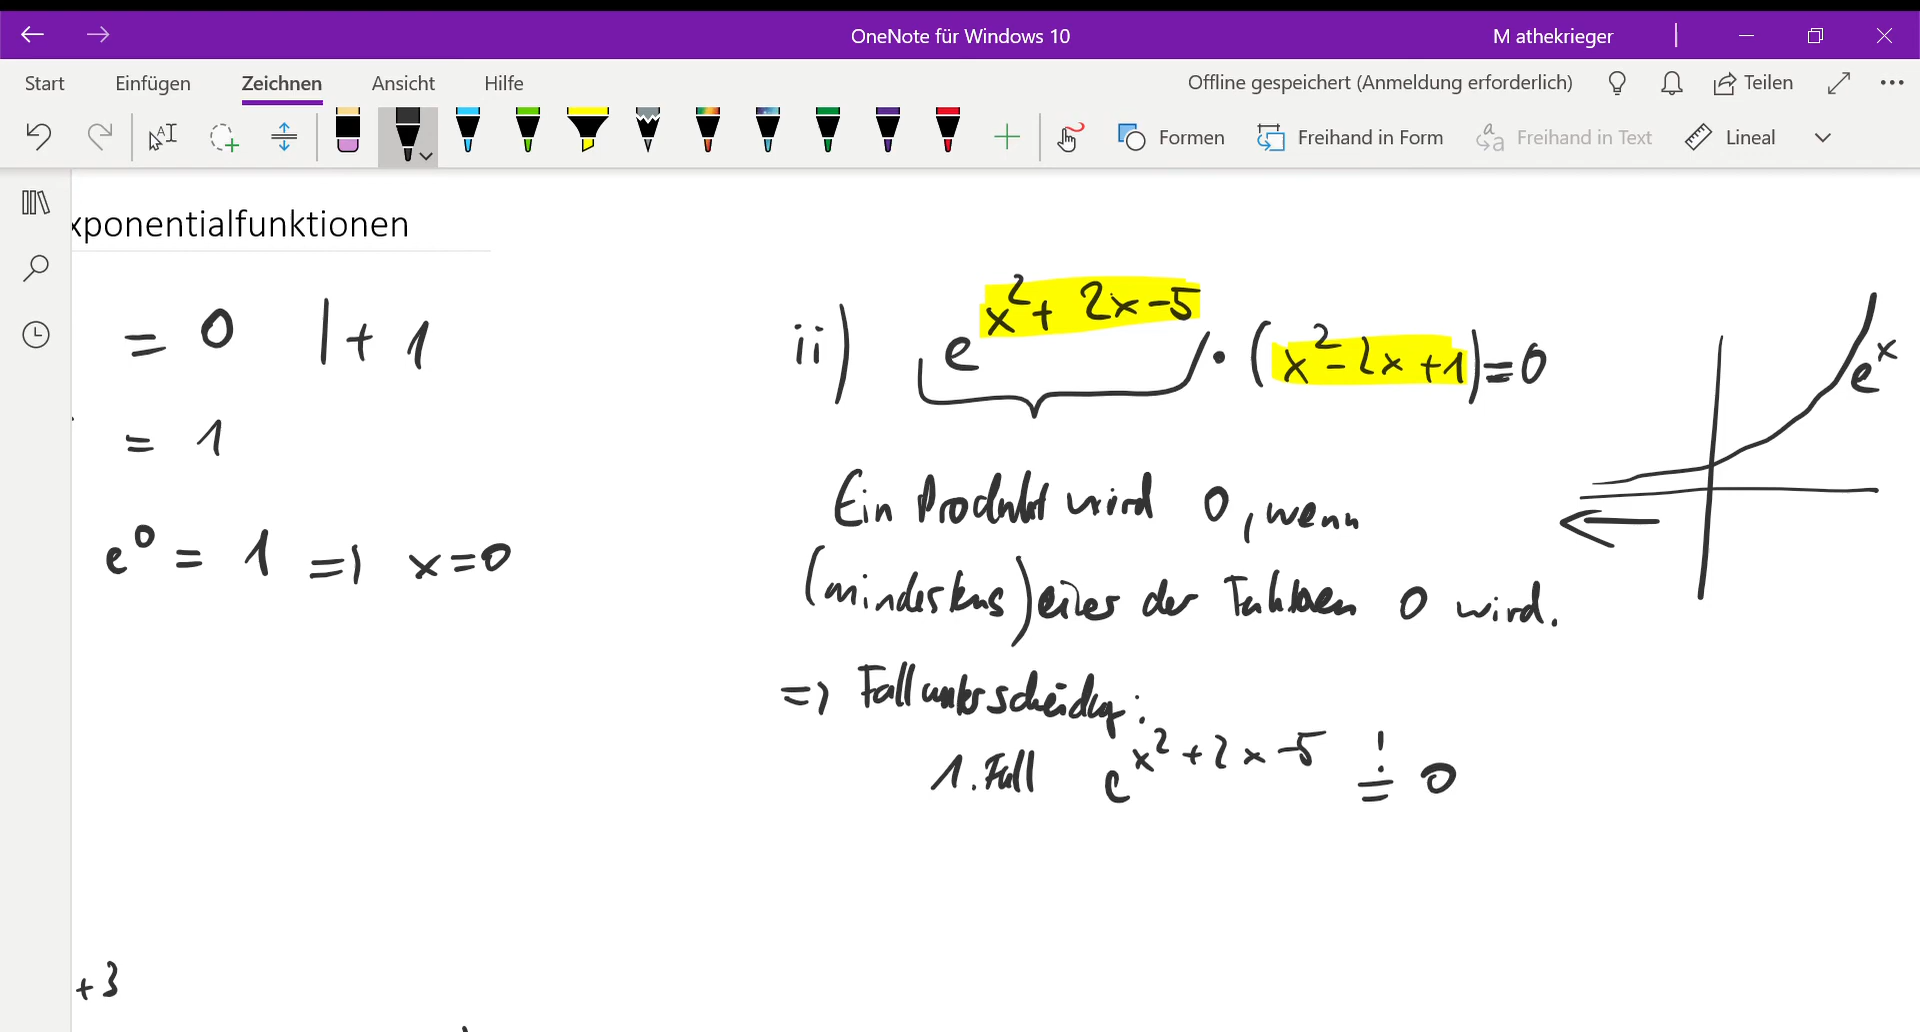 OneNote für Windows 10
M athekrieger
Start Einfügen Zeichnen Ansicht Hilfe
Offline gespeichert (Anmeldung erforderlich) Teilen
Formen Freihand in Form Freihand in Text Lineal
xponentialfunktionen
= 0 | + 1
= 1
e⁰ = 1 => x = 0
+ 3
ii) e^(x² + 2x - 5) · (x² - 2x + 1) = 0
e^x
Ein Produkt wird 0, wenn
(mindestens) eines der Faktoren 0 wird.
=> Fallunterscheidung:
1. Fall e^(x² + 2x - 5) != 0